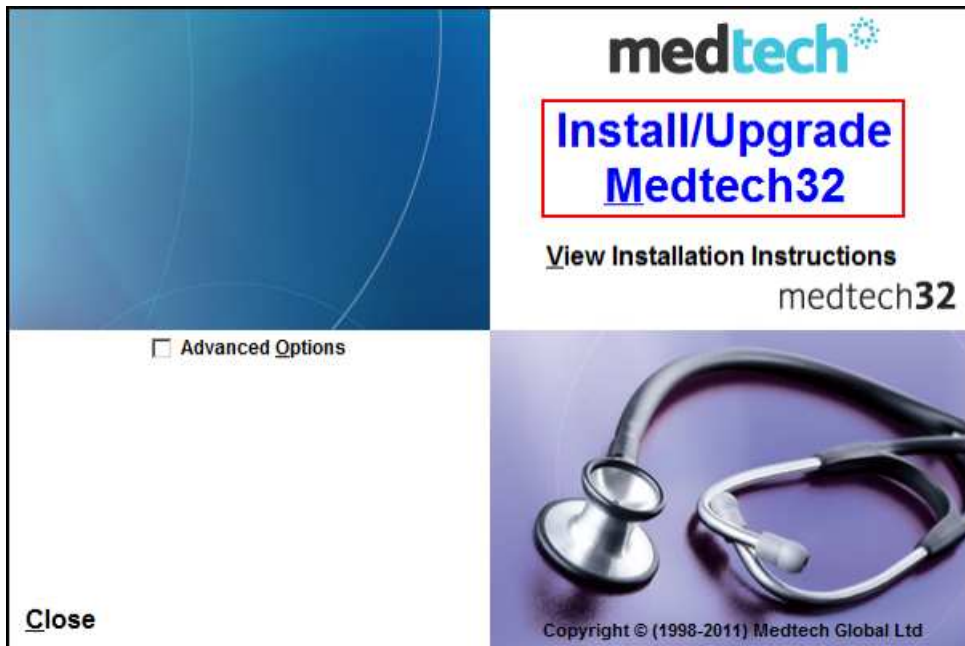 medtech
Install/Upgrade
Medtech32
View Installation Instructions
medtech32
Advanced Options
Close
Copyright © (1998-2011) Medtech Global Ltd